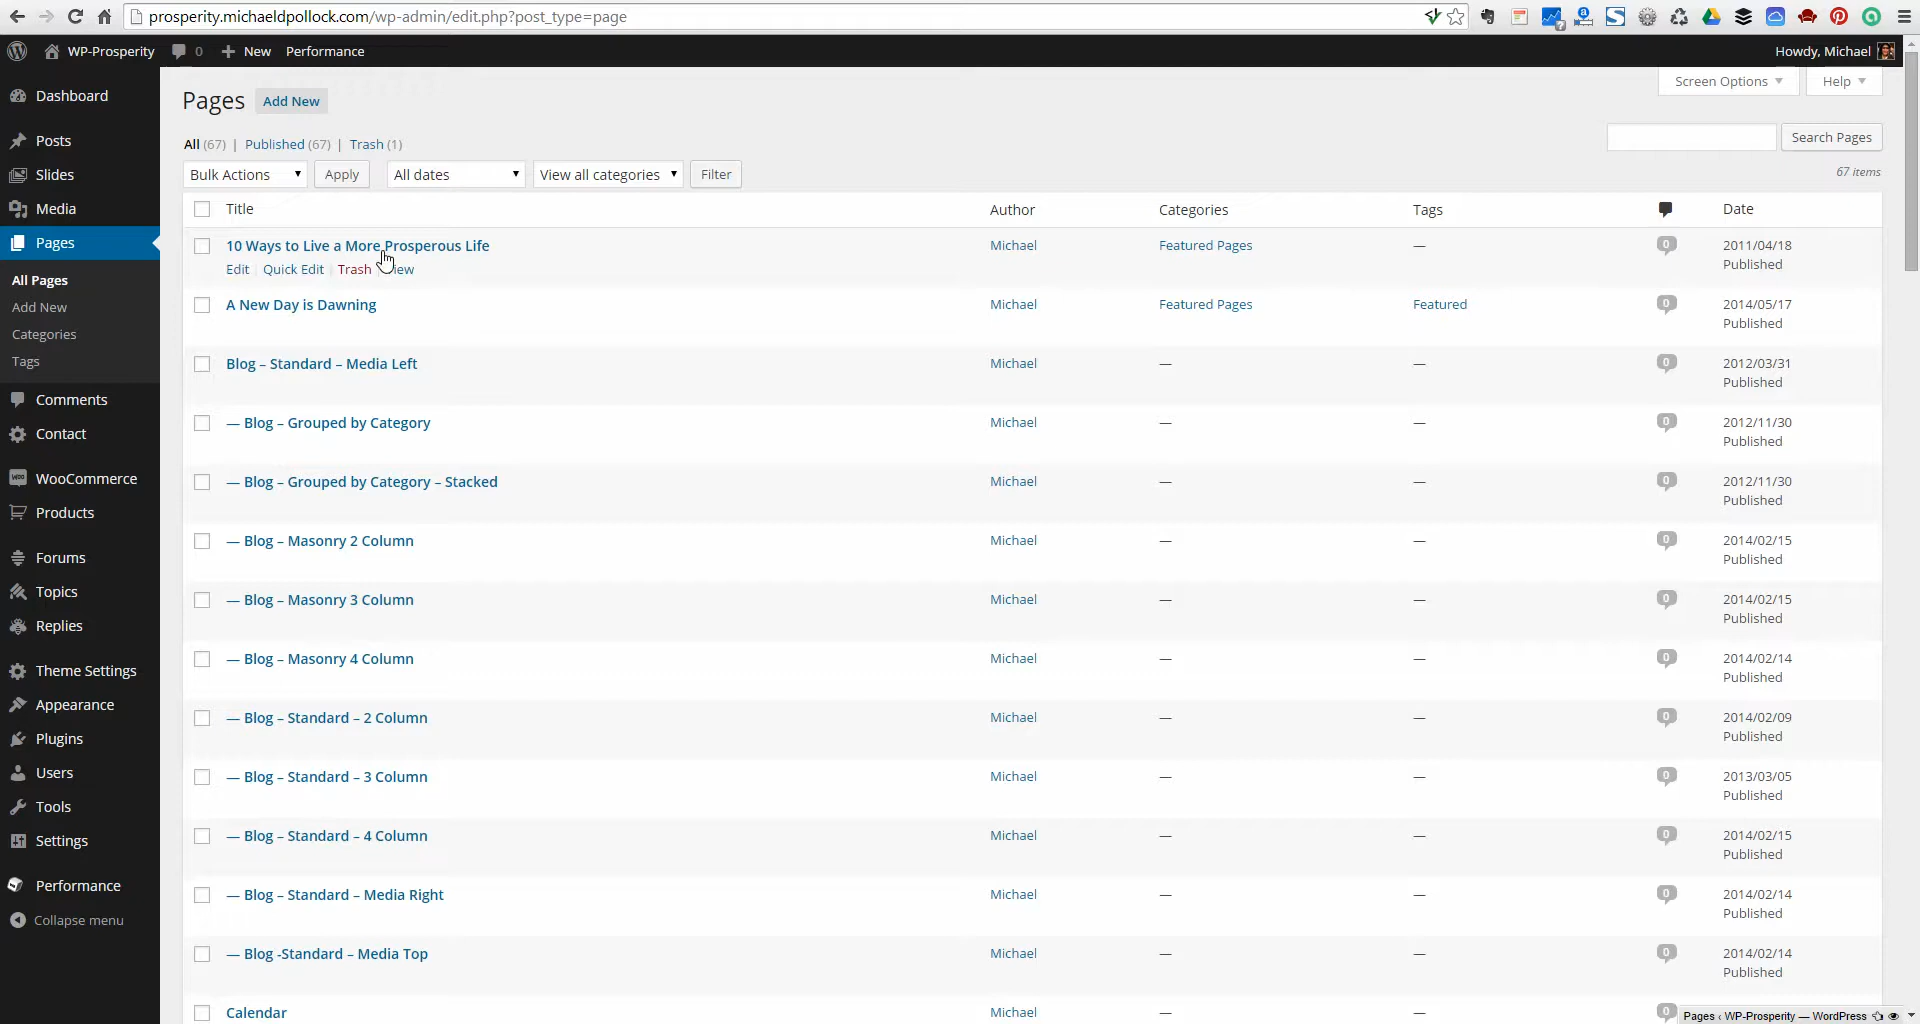 prosperity.michaeldpollock.com/wp-admin/edit.php?post_type=page
WP-Prosperity 0 New Performance Howdy, Michael
Dashboard
Posts
Slides
Media
Pages
All Pages
Add New
Categories
Tags
Comments
Contact
WooCommerce
Products
Forums
Topics
Replies
Theme Settings
Appearance
Plugins
Users
Tools
Settings
Performance
Collapse menu
Pages Add New
Screen Options Help
All (67) | Published (67) | Trash (1)
Search Pages
Bulk Actions Apply All dates View all categories Filter
67 items
Title Author Categories Tags Date
10 Ways to Live a More Prosperous Life Michael Featured Pages — 0 2011/04/18
Published
Edit | Quick Edit | Trash
A New Day is Dawning Michael Featured Pages Featured 0 2014/05/17
Published
Blog – Standard – Media Left Michael — — 0 2012/03/31
Published
— Blog – Grouped by Category Michael — — 0 2012/11/30
Published
— Blog – Grouped by Category – Stacked Michael — — 0 2012/11/30
Published
— Blog – Masonry 2 Column Michael — — 0 2014/02/15
Published
— Blog – Masonry 3 Column Michael — — 0 2014/02/15
Published
— Blog – Masonry 4 Column Michael — — 0 2014/02/14
Published
— Blog – Standard – 2 Column Michael — — 0 2014/02/09
Published
— Blog – Standard – 3 Column Michael — — 0 2013/03/05
Published
— Blog – Standard – 4 Column Michael — — 0 2014/02/15
Published
— Blog – Standard – Media Right Michael — — 0 2014/02/14
Published
— Blog -Standard – Media Top Michael — — 0 2014/02/14
Published
Calendar Michael — — 0
Pages ‹ WP-Prosperity — WordPress